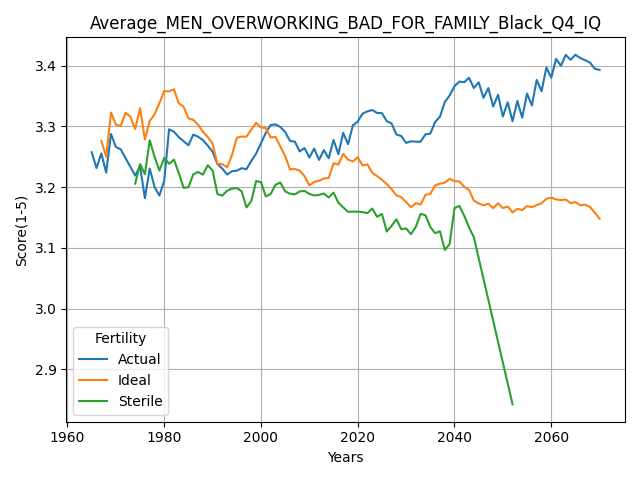 Average_MEN_OVERWORKING_BAD_FOR_FAMILY_Black_Q4_IQ
3.4
3.3
3.2
3.1
3.0
2.9
Score(1-5)
Fertility
Actual
Ideal
Sterile
1960 1980 2000 2020 2040 2060
Years